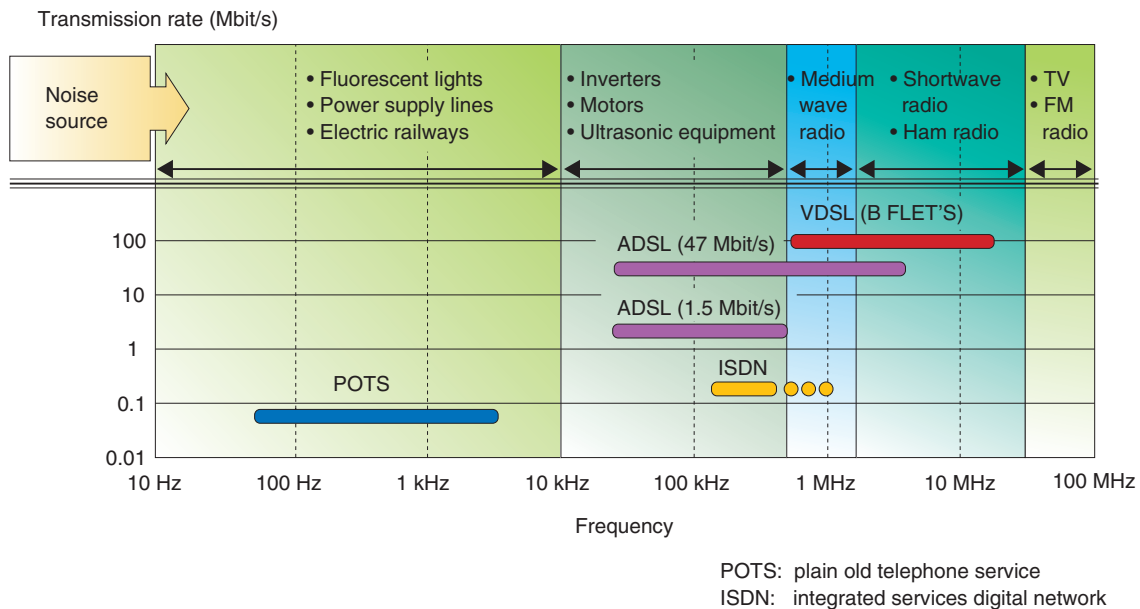 Transmission rate (Mbit/s)
Noise
source
• Fluorescent lights
• Power supply lines
• Electric railways
• Inverters
• Motors
• Ultrasonic equipment
• Medium
wave
radio
• Shortwave
radio
• Ham radio
• TV
• FM
radio
VDSL (B FLET'S)
100
ADSL (47 Mbit/s)
10
ADSL (1.5 Mbit/s)
1
ISDN
POTS
0.1
0.01
10 Hz
100 Hz
1 kHz
10 kHz
100 kHz
1 MHz
10 MHz
100 MHz
Frequency
POTS: plain old telephone service
ISDN: integrated services digital network